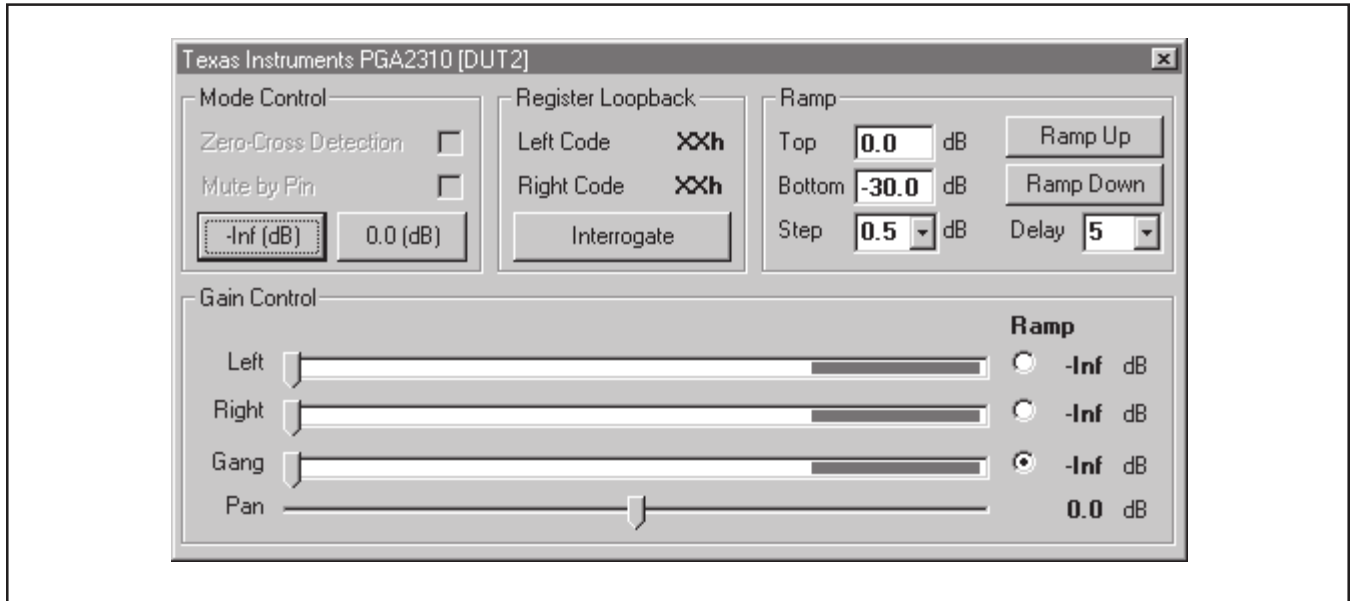 Texas Instruments PGA2310 [DUT2]
Mode Control
Zero-Cross Detection
Mute by Pin
-Inf (dB)
0.0 (dB)
Register Loopback
Left Code XXh
Right Code XXh
Interrogate
Ramp
Top 0.0 dB
Bottom -30.0 dB
Step 0.5 dB
Ramp Up
Ramp Down
Delay 5
Gain Control
Ramp
Left -Inf dB
Right -Inf dB
Gang -Inf dB
Pan 0.0 dB